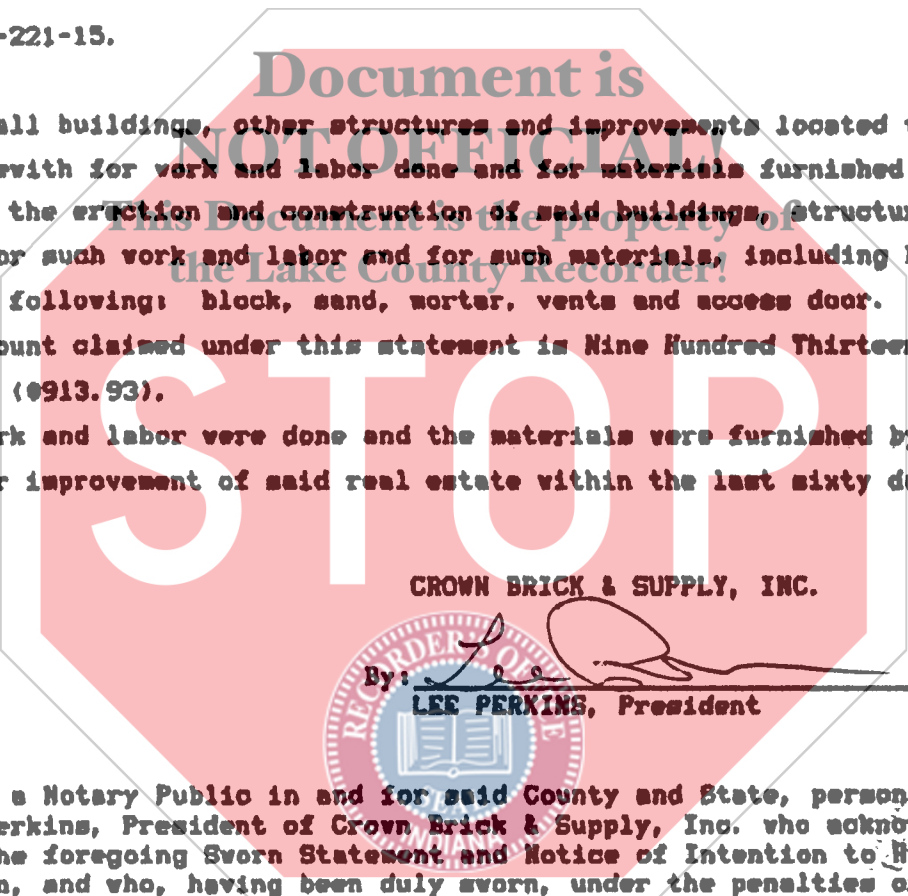 -221-15.
Document is
all buildings, other structures and improvements located
NOT OFFICIAL!
with for work and labor done and for materials furnished
the erection and construction of said buildings, structur
This Document is the property of
or such work and labor and for such materials, including
the Lake County Recorder!
following: block, sand, mortar, vents and access door.
ount claimed under this statement is Nine Hundred Thirteen
($913.93).
STOP
rk and labor were done and the materials were furnished by
r improvement of said real estate within the last sixty d
CROWN BRICK & SUPPLY, INC.
By: Lee
LEE PERKINS, President
RECORDER'S OFFICE
SEAL
INDIANA
a Notary Public in and for said County and State, person
erkins, President of Crown Brick & Supply, Inc. who acknow
he foregoing Sworn Statement and Notice of Intention to H
n, and who, having been duly sworn, under the penalties o